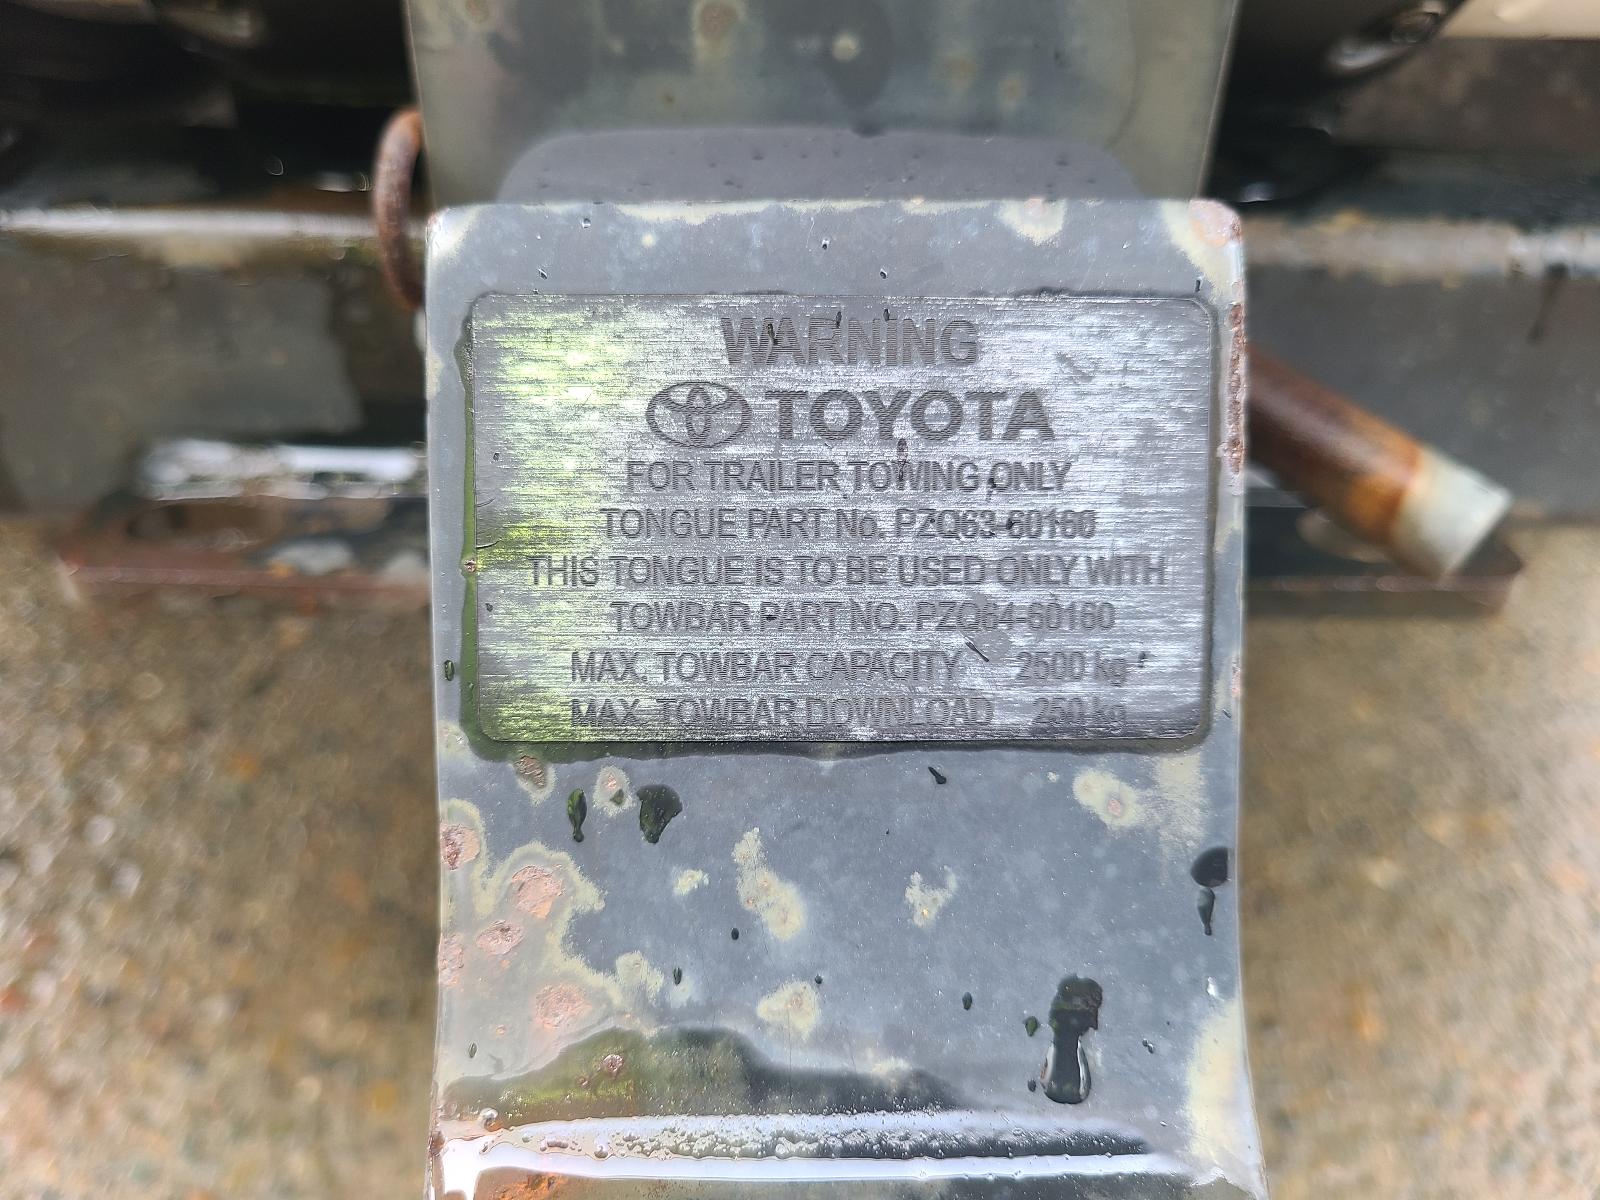 WARNING
TOYOTA
FOR TRAILER TOWING ONLY
TONGUE PART No. PZQ63-60160
THIS TONGUE IS TO BE USED ONLY WITH
TOWBAR PART NO. PZQ64-60160
MAX. TOWBAR CAPACITY 2500 kg
MAX. TOWBAR DOWNLOAD 250 kg